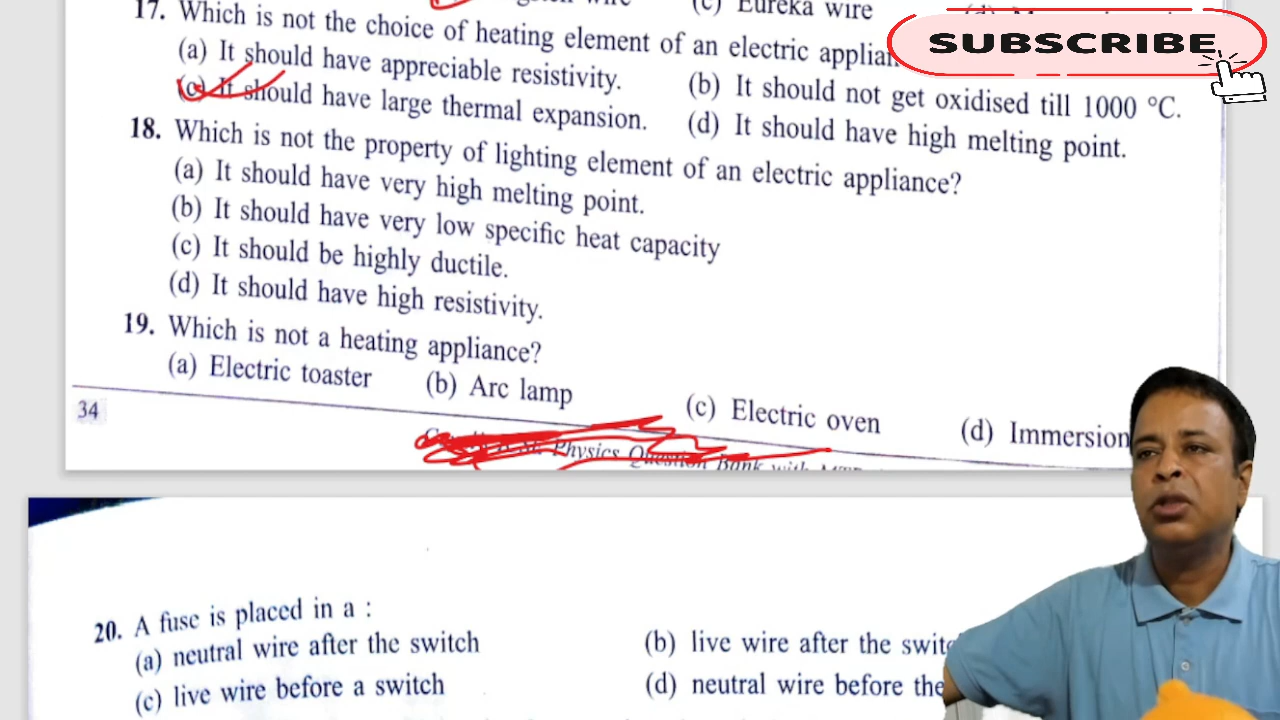 (c) Eureka wire
17. Which is not the choice of heating element of an electric
SUBSCRIBE
(a) It should have appreciable resistivity.
(b) It should not get oxidised till 1000 °C.
(c) It should have large thermal expansion.
(d) It should have high melting point.
18. Which is not the property of lighting element of an electric appliance?
(a) It should have very high melting point.
(b) It should have very low specific heat capacity
(c) It should be highly ductile.
(d) It should have high resistivity.
19. Which is not a heating appliance?
(a) Electric toaster (b) Arc lamp (c) Electric oven (d) Immersion
34
Physics Question Bank with
20. A fuse is placed in a :
(a) neutral wire after the switch
(b) live wire after the
(c) live wire before a switch
(d) neutral wire before the